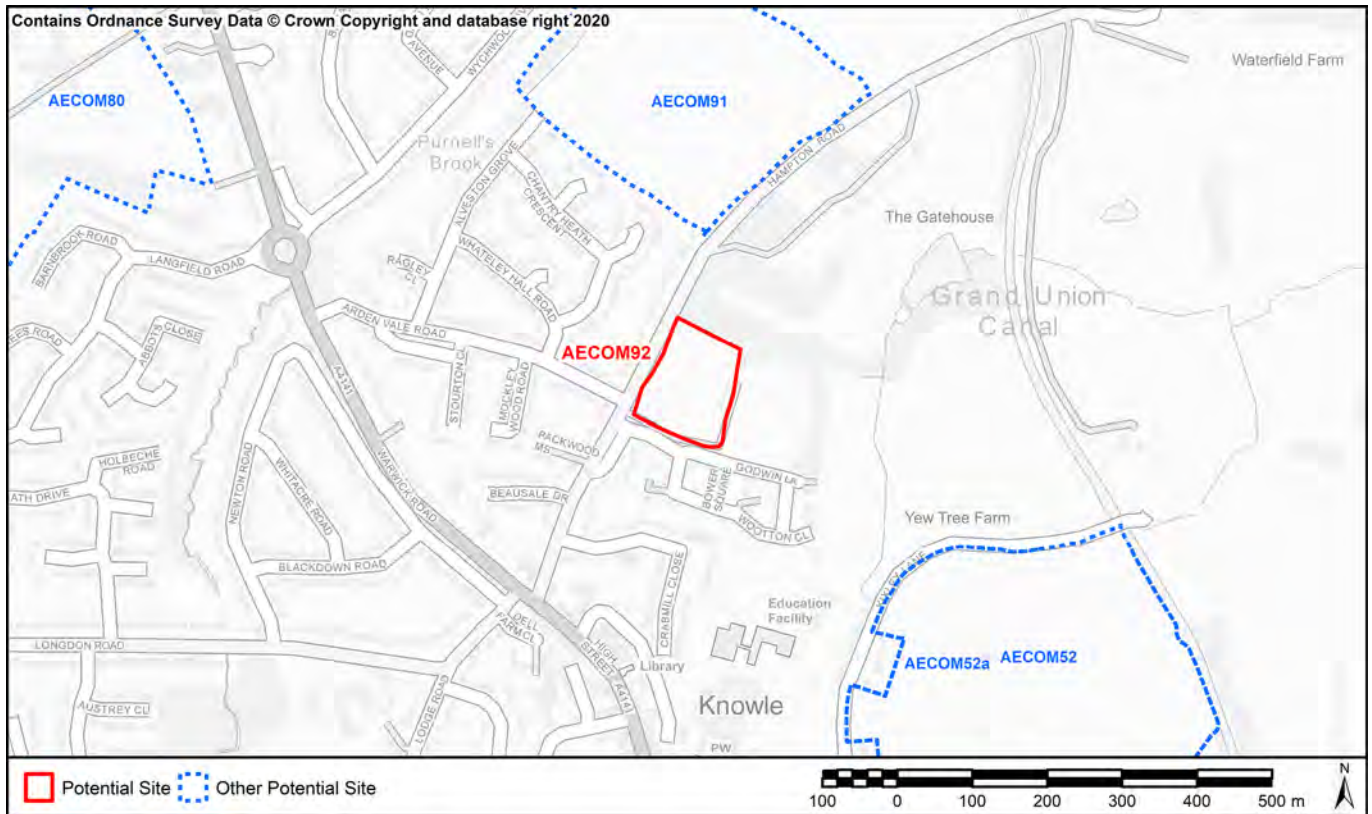 Contains Ordnance Survey Data © Crown Copyright and database right 2020
AECOM80
AECOM91
Waterfield Farm
AVENUE
WYCHWOOD
Purnell's
Brook
HAMPTON ROAD
ALVESTON GROVE
CHANTRY HEATH
CRESCENT
The Gatehouse
BARNBROOK ROAD
LANGFIELD ROAD
RAGLEY
CL
WHATELEY HALL ROAD
Grand Union
Canal
ABBOTS CLOSE
ARDEN VALE ROAD
AECOM92
A4141
STOURTON CL
MOCKLEY
WOOD ROAD
PACKWOOD
MS
HOLBECHE
ROAD
NEWTON ROAD
WHITACRE ROAD
WARWICK ROAD
BEAUSALE DR
GODWIN LA
BOWER
SQUARE
WOOTTON CL
ATH DRIVE
Yew Tree Farm
BLACKDOWN ROAD
CRABMILL CLOSE
KIXLEY LANE
Education
Facility
DELL
FARM CL
LONGDON ROAD
HIGH
STREET
A4141
Library
AECOM52a
AECOM52
LODGE ROAD
AUSTREY CL
Knowle
PW
Potential Site
Other Potential Site
100 0 100 200 300 400 500 m
N